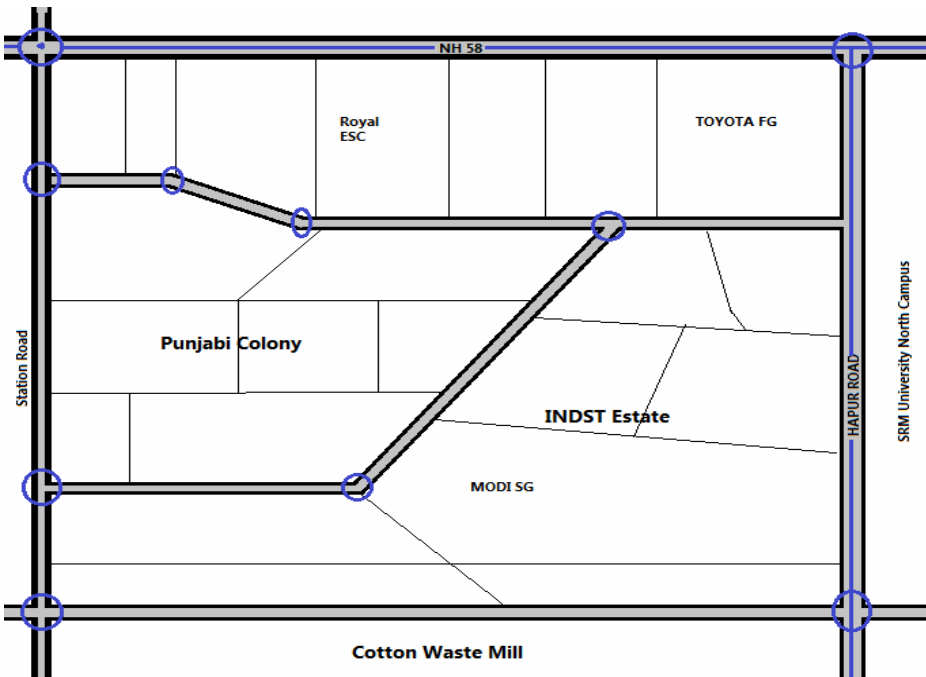 NH 58
Royal
ESC
TOYOTA FG
Punjabi Colony
Station Road
HAPUR ROAD
SRM University North Campus
INDST Estate
MODI SG
Cotton Waste Mill